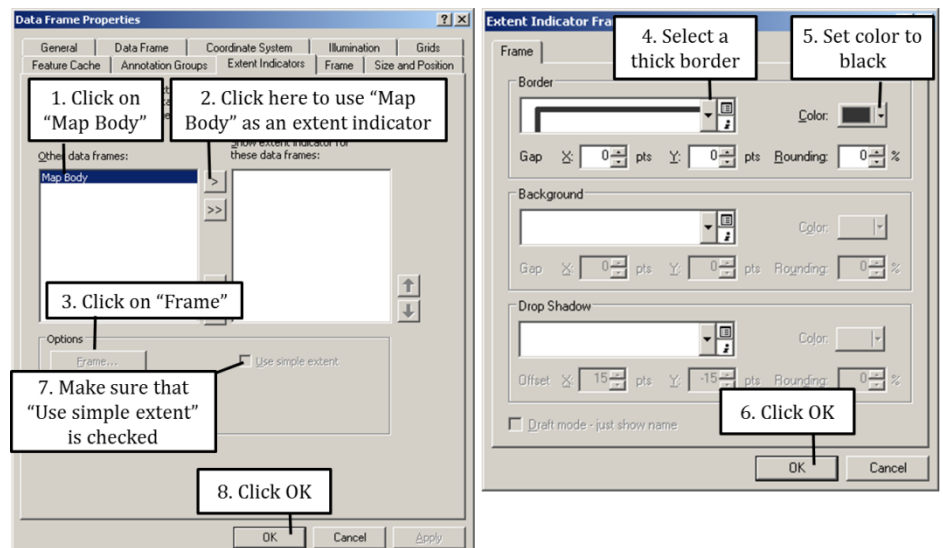 Data Frame Properties
General Data Frame Coordinate System Illumination Grids
Feature Cache Annotation Groups Extent Indicators Frame Size and Position
1. Click on
“Map Body”
2. Click here to use “Map
Body” as an extent indicator
Other data frames:
Show extent indicator for
these data frames:
Map Body
>
>>
3. Click on “Frame”
Options
Frame...
Use simple extent
7. Make sure that
“Use simple extent”
is checked
8. Click OK
OK Cancel Apply
Extent Indicator Fra
4. Select a
thick border
5. Set color to
black
Frame
Border
Color:
Gap X: 0 pts Y: 0 pts Rounding: 0 %
Background
Color:
Gap X: 0 pts Y: 0 pts Rounding: 0 %
Drop Shadow
Color:
Offset X: 15 pts Y: -15 pts Rounding: 0 %
6. Click OK
Draft mode - just show name
OK Cancel